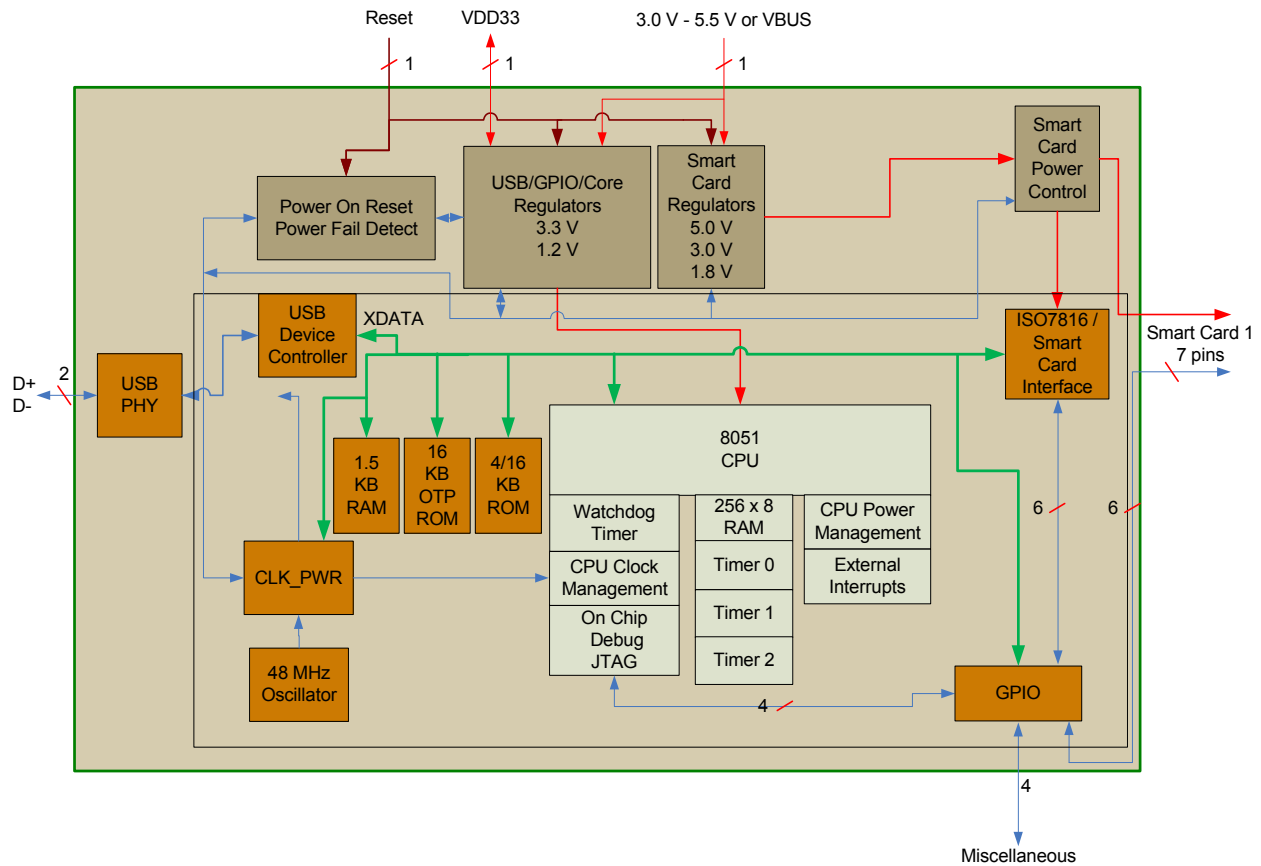 Reset
VDD33
3.0 V - 5.5 V or VBUS
1
1
1
Smart
Card
Power
Control
Power On Reset
Power Fail Detect
USB/GPIO/Core
Regulators
3.3 V
1.2 V
Smart
Card
Regulators
5.0 V
3.0 V
1.8 V
USB
Device
Controller
XDATA
ISO7816 /
Smart
Card
Interface
Smart Card 1
7 pins
D+
D-
2
USB
PHY
1.5
KB
RAM
16
KB
OTP
ROM
4/16
KB
ROM
8051
CPU
Watchdog
Timer
CPU Clock
Management
On Chip
Debug
JTAG
256 x 8
RAM
Timer 0
Timer 1
Timer 2
CPU Power
Management
External
Interrupts
6
6
CLK_PWR
48 MHz
Oscillator
4
GPIO
4
Miscellaneous